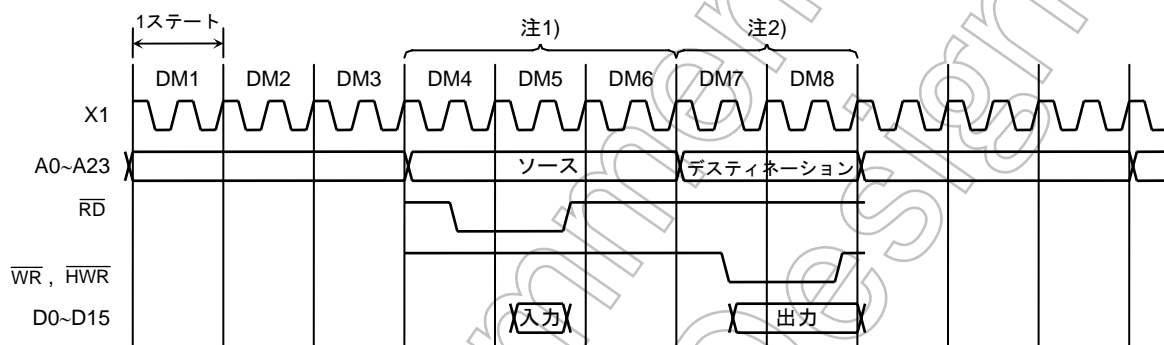 1ステート
注1)
注2)
DM1 DM2 DM3 DM4 DM5 DM6 DM7 DM8
X1
A0~A23 ソース デスティネーション
RD
WR , HWR
D0~D15 入力 出力